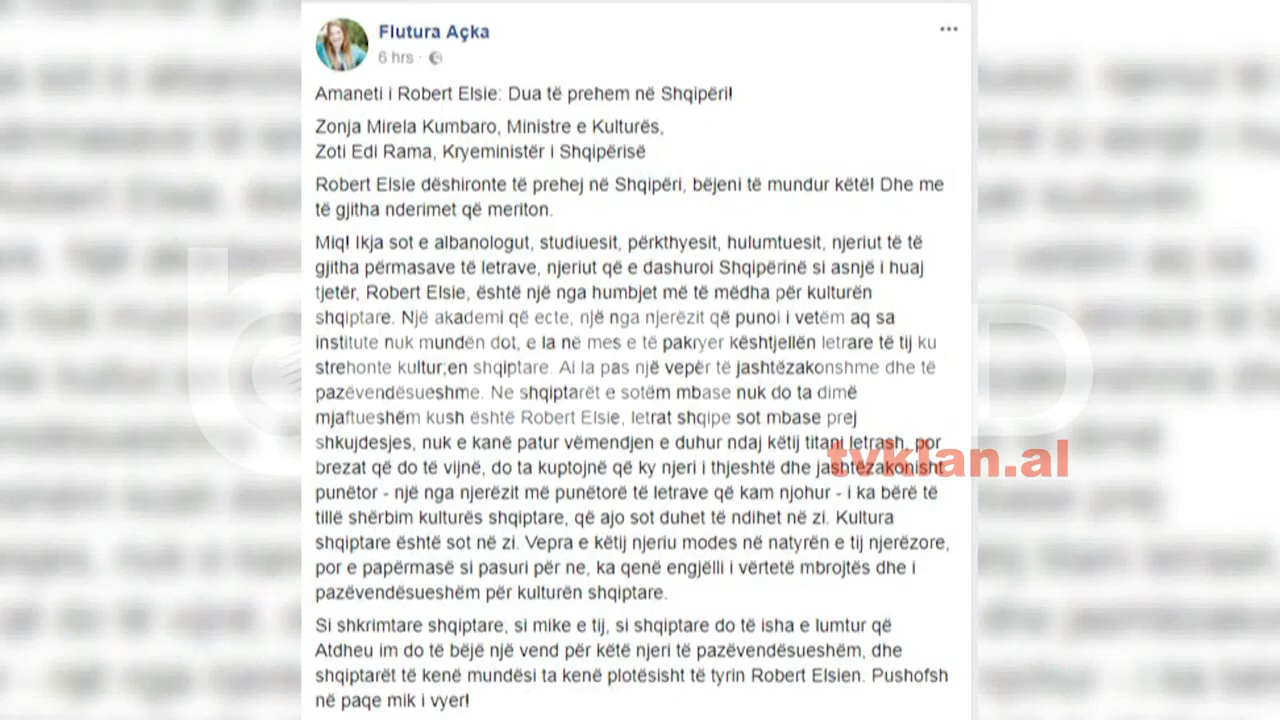 Flutura Açka
6 hrs ·
Amaneti i Robert Elsie: Dua të prehem në Shqipëri!
Zonja Mirela Kumbaro, Ministre e Kulturës,
Zoti Edi Rama, Kryeministër i Shqipërisë
Robert Elsie dëshironte të prehej në Shqipëri, bëjeni të mundur këtë! Dhe me
të gjitha nderimet që meriton.
Miq! Ikja sot e albanologut, studiuesit, përkthyesit, hulumtuesit, njeriut të të
gjitha përmasave të letrave, njeriut që e dashuroi Shqipërinë si asnjë i huaj
tjetër, Robert Elsie, është një nga humbjet më të mëdha për kulturën
shqiptare. Një akademi që ecte, një nga njerëzit që punoi i vetëm aq sa
institute nuk mundën dot, e la në mes e të pakryer kështjellën letrare të tij ku
strehonte kultur;en shqiptare. Ai la pas një vepër të jashtëzakonshme dhe të
pazëvendësueshme. Ne shqiptarët e sotëm mbase nuk do ta dimë
mjaftueshëm kush është Robert Elsie, letrat shqipe sot mbase prej
shkujdesjes, nuk e kanë patur vëmendjen e duhur ndaj këtij titani letrash, por
brezat që do të vijnë, do ta kuptojnë që ky njeri i thjeshtë dhe jashtëzakonisht
punëtor - një nga njerëzit më punëtorë të letrave që kam njohur - i ka bërë të
tillë shërbim kulturës shqiptare, që ajo sot duhet të ndihet në zi. Kultura
shqiptare është sot në zi. Vepra e këtij njeriu modes në natyrën e tij njerëzore,
por e papërmasë si pasuri për ne, ka qenë engjëlli i vërtetë mbrojtës dhe i
pazëvendësueshëm për kulturën shqiptare.
Si shkrimtare shqiptare, si mike e tij, si shqiptare do të isha e lumtur që
Atdheu im do të bëjë një vend për këtë njeri të pazëvendësueshëm, dhe
shqiptarët të kenë mundësi ta kenë plotësisht të tyrin Robert Elsien. Pushofsh
në paqe mik i vyer!
tvklan.al